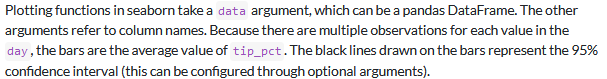 Plotting functions in seaborn take a data argument, which can be a pandas DataFrame. The other
arguments refer to column names. Because there are multiple observations for each value in the
day, the bars are the average value of tip_pct. The black lines drawn on the bars represent the 95%
confidence interval (this can be configured through optional arguments).